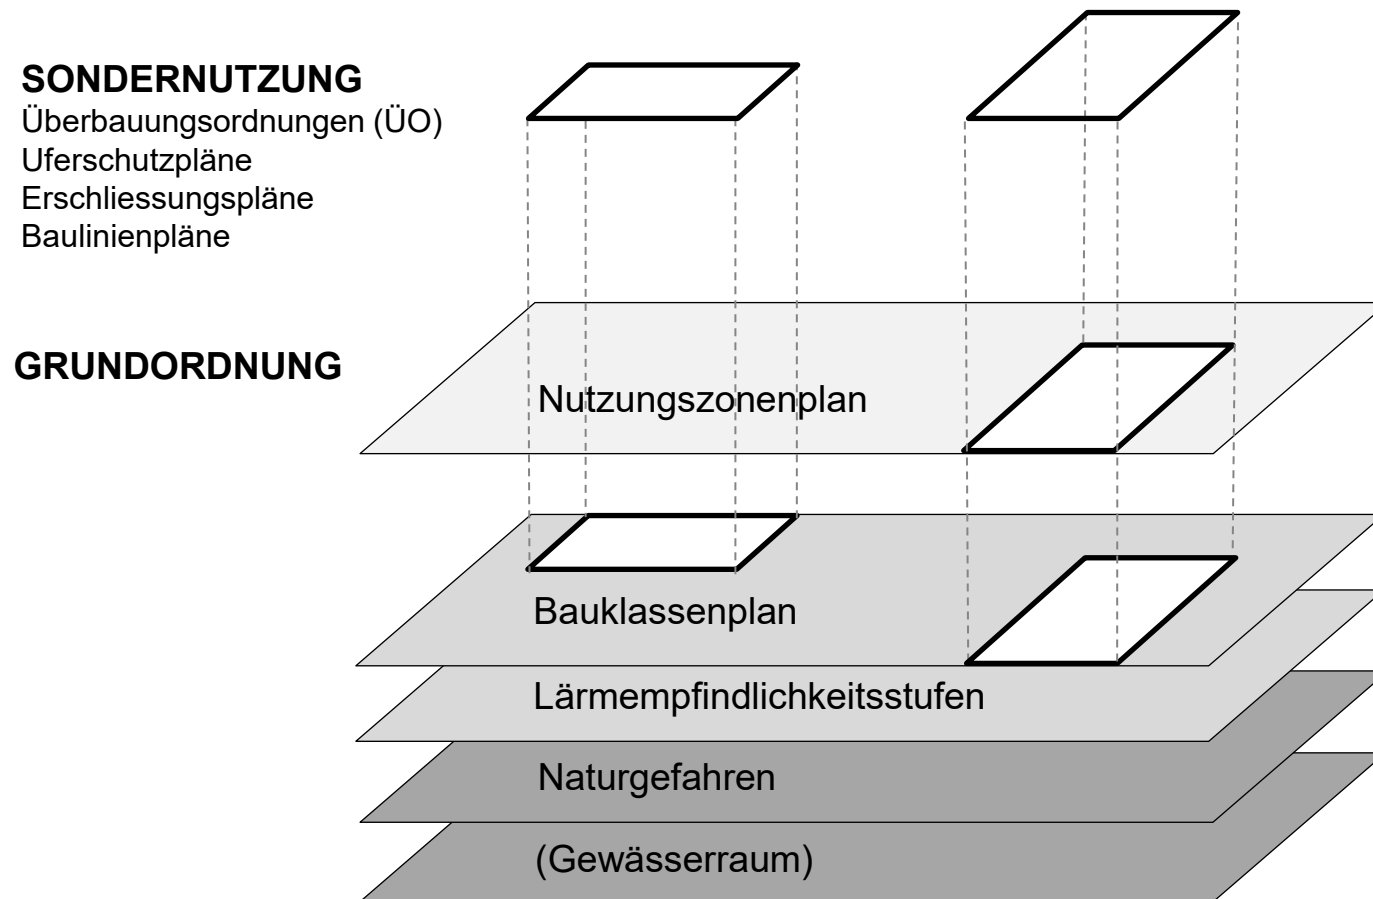 SONDERNUTZUNG
Überbauungsordnungen (ÜO)
Uferschutzpläne
Erschliessungspläne
Baulinienpläne
GRUNDORDNUNG
Nutzungszonenplan
Bauklassenplan
Lärmempfindlichkeitsstufen
Naturgefahren
(Gewässerraum)